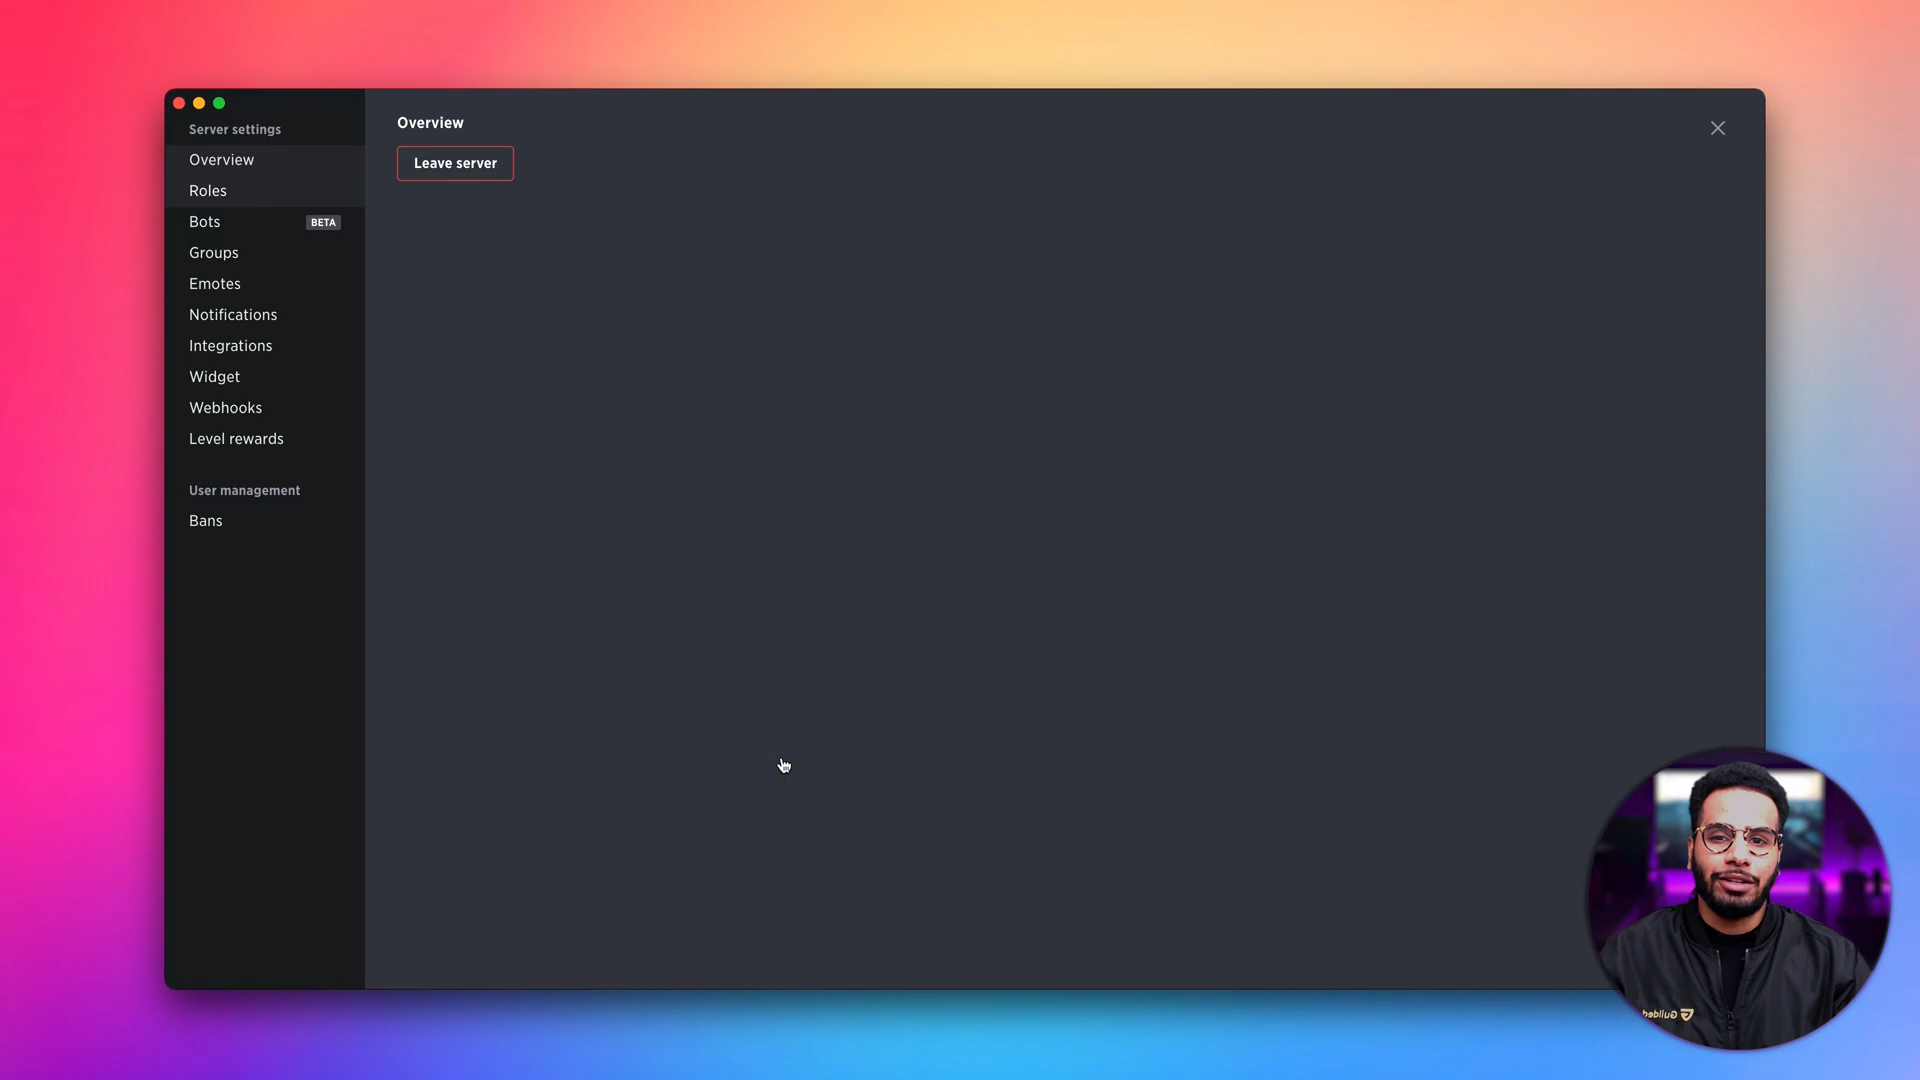 Server settings
Overview
Roles
Bots BETA
Groups
Emotes
Notifications
Integrations
Widget
Webhooks
Level rewards
User management
Bans
Overview
Leave server
Guilded